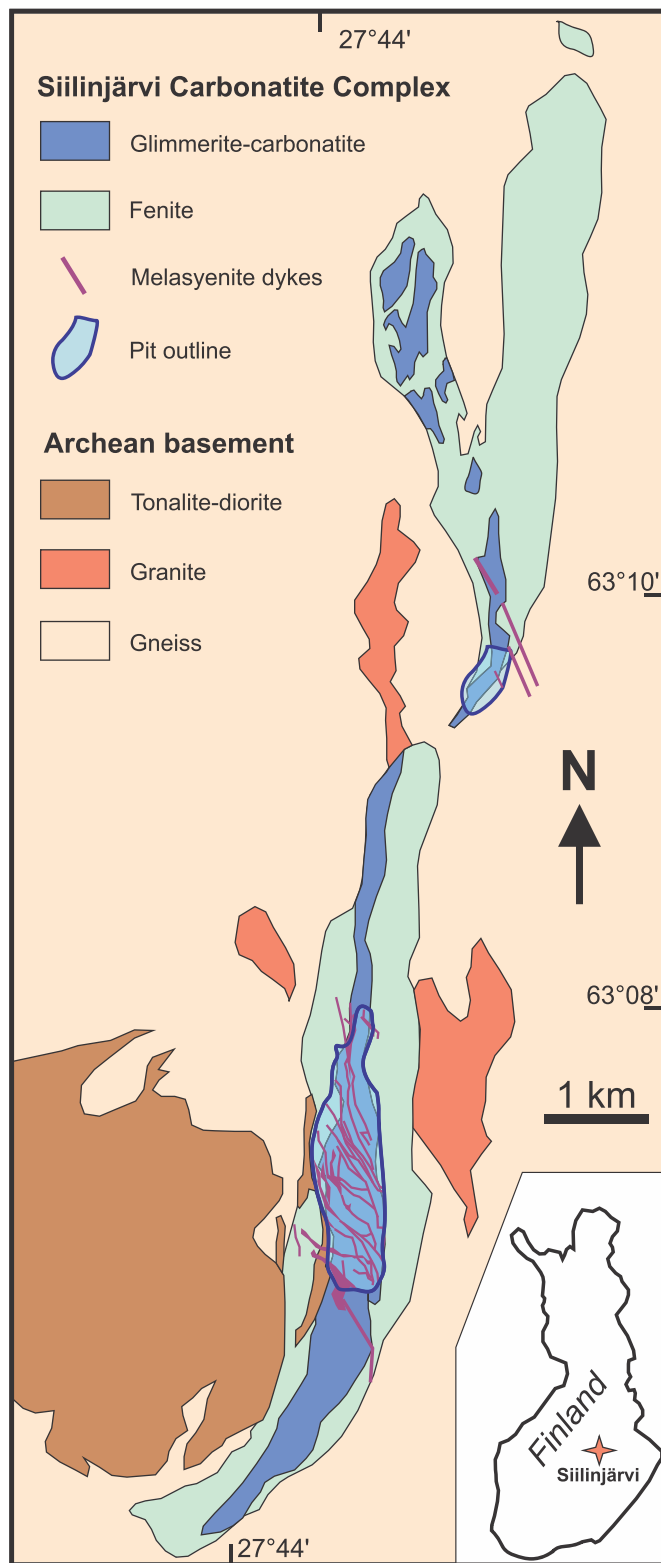 27°44'
Siilinjärvi Carbonatite Complex
Glimmerite-carbonatite
Fenite
Melasyenite dykes
Pit outline
Archean basement
Tonalite-diorite
Granite
Gneiss
63°10'
N
63°08'
1 km
Finland
Siilinjärvi
27°44'